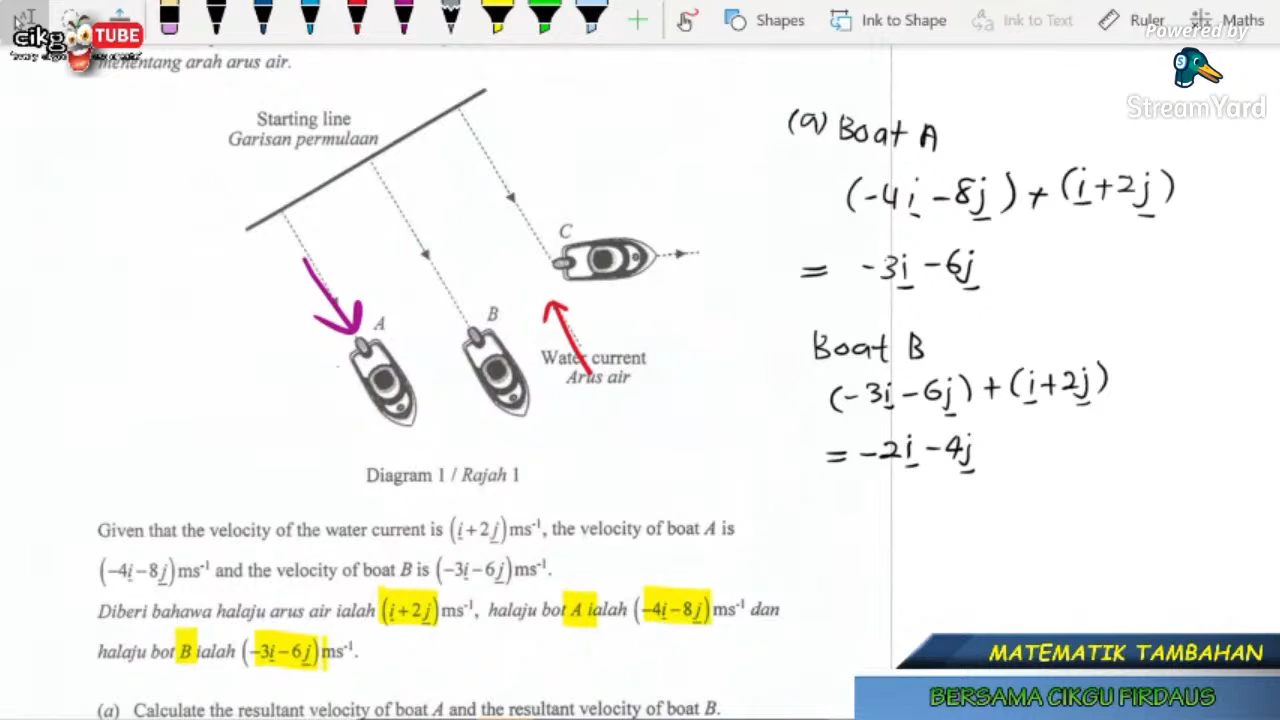 Shapes
Ink to Shape
Ink to Text
Ruler
Maths
cikg
TUBE
Powered by
StreamYard
menentang arah arus air.
Starting line
Garisan permulaan
C
A
B
Water current
Arus air
Diagram 1 / Rajah 1
Given that the velocity of the water current is (i+2j)ms⁻¹, the velocity of boat A is
(−4i−8j)ms⁻¹ and the velocity of boat B is (−3i−6j)ms⁻¹.
Diberi bahawa halaju arus air ialah (i+2j)ms⁻¹, halaju bot A ialah (−4i−8j)ms⁻¹ dan
halaju bot B ialah (−3i−6j)ms⁻¹.
(a) Calculate the resultant velocity of boat A and the resultant velocity of boat B.
(a) Boat A
(-4i -8j) + (i+2j)
= -3i -6j
Boat B
(-3i -6j) + (i+2j)
= -2i -4j
MATEMATIK TAMBAHAN
BERSAMA CIKGU FIRDAUS